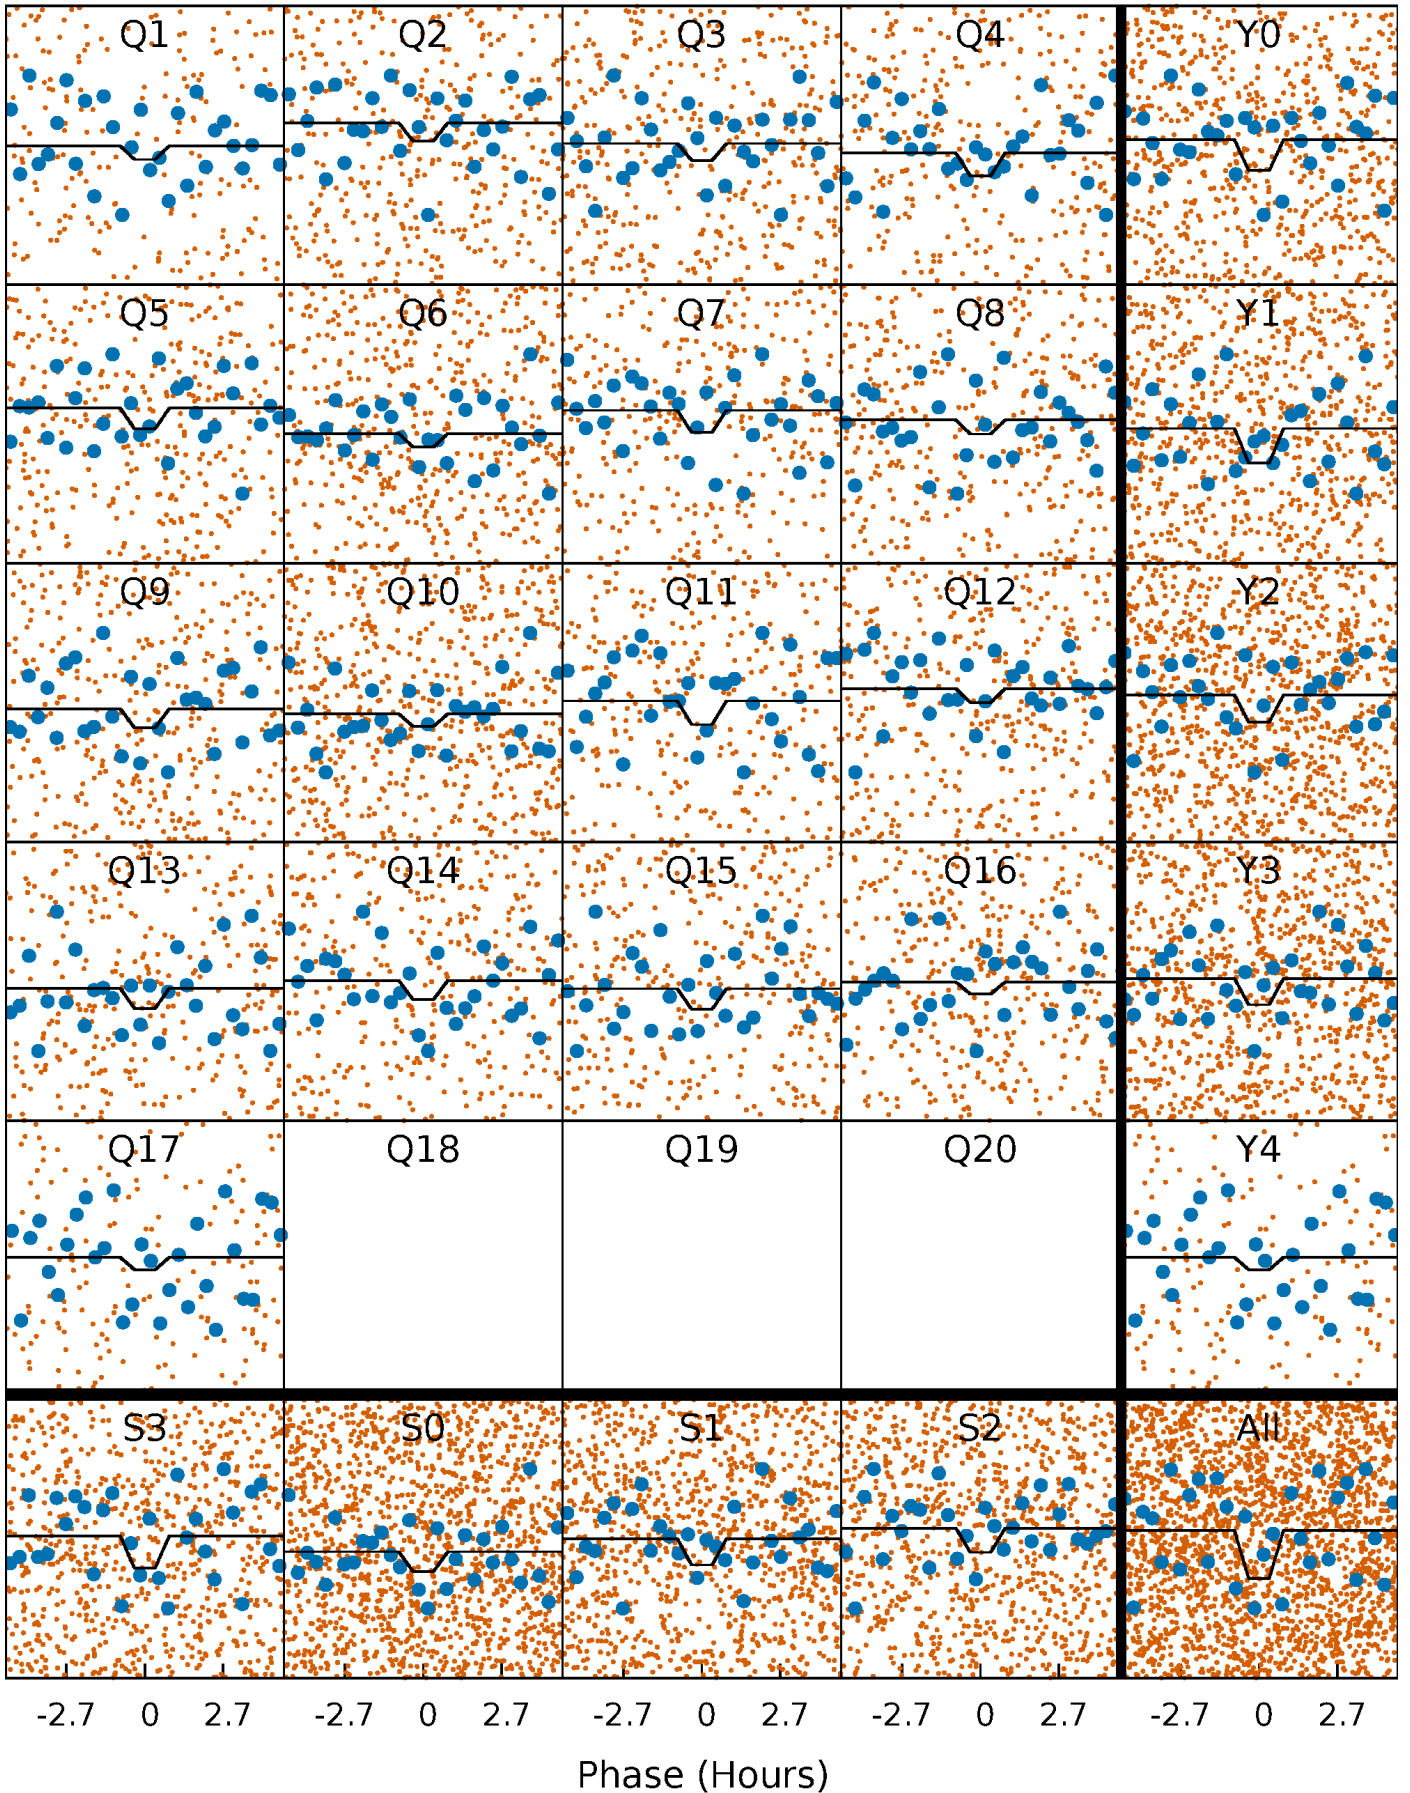 Q1 Q2 Q3 Q4 Y0
Q5 Q6 Q7 Q8 Y1
Q9 Q10 Q11 Q12 Y2
Q13 Q14 Q15 Q16 Y3
Q17 Q18 Q19 Q20 Y4
S3 S0 S1 S2 All
-2.7 0 2.7 -2.7 0 2.7 -2.7 0 2.7 -2.7 0 2.7 -2.7 0 2.7
Phase (Hours)